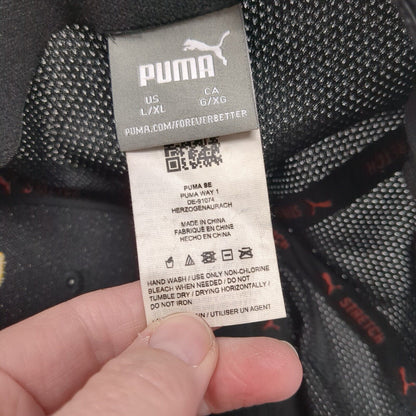 PUMA
US CA
L/XL G/XG
PUMA.COM/FOREVERBETTER
PUMA SE
PUMA WAY 1
DE-91074
HERZOGENAURACH
MADE IN CHINA
FABRIQUÉ EN CHINE
HECHO EN CHINA
HAND WASH / USE ONLY NON-CHLORINE
BLEACH WHEN NEEDED / DO NOT
TUMBLE DRY / DRYING HORIZONTALLY /
DO NOT IRON
MAIN / UTILISER UN AGENT
STRETCH